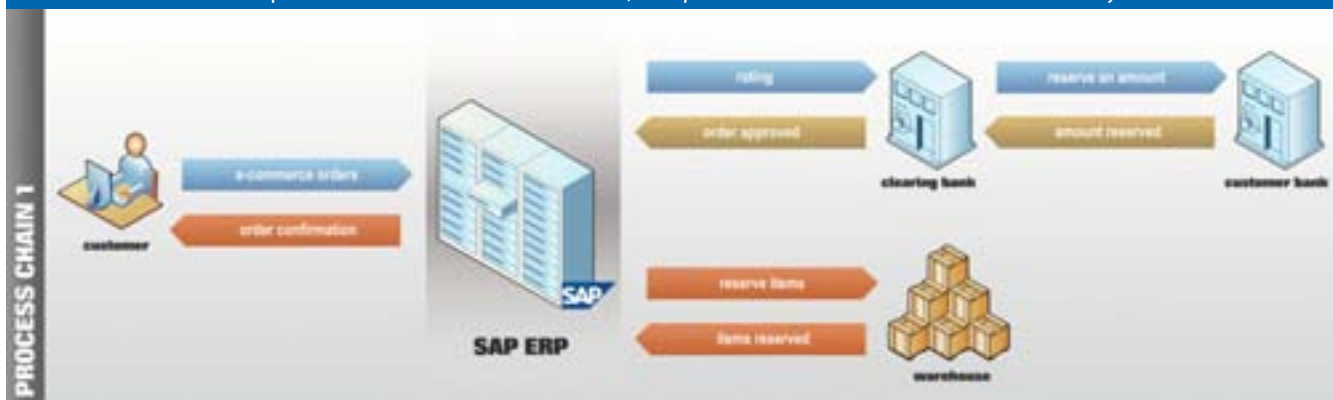 PROCESS CHAIN 1
rating
reserve an amount
order approved
amount reserved
e-commerce orders
clearing bank
customer bank
order confirmation
customer
reserve items
SAP
items reserved
SAP ERP
warehouse